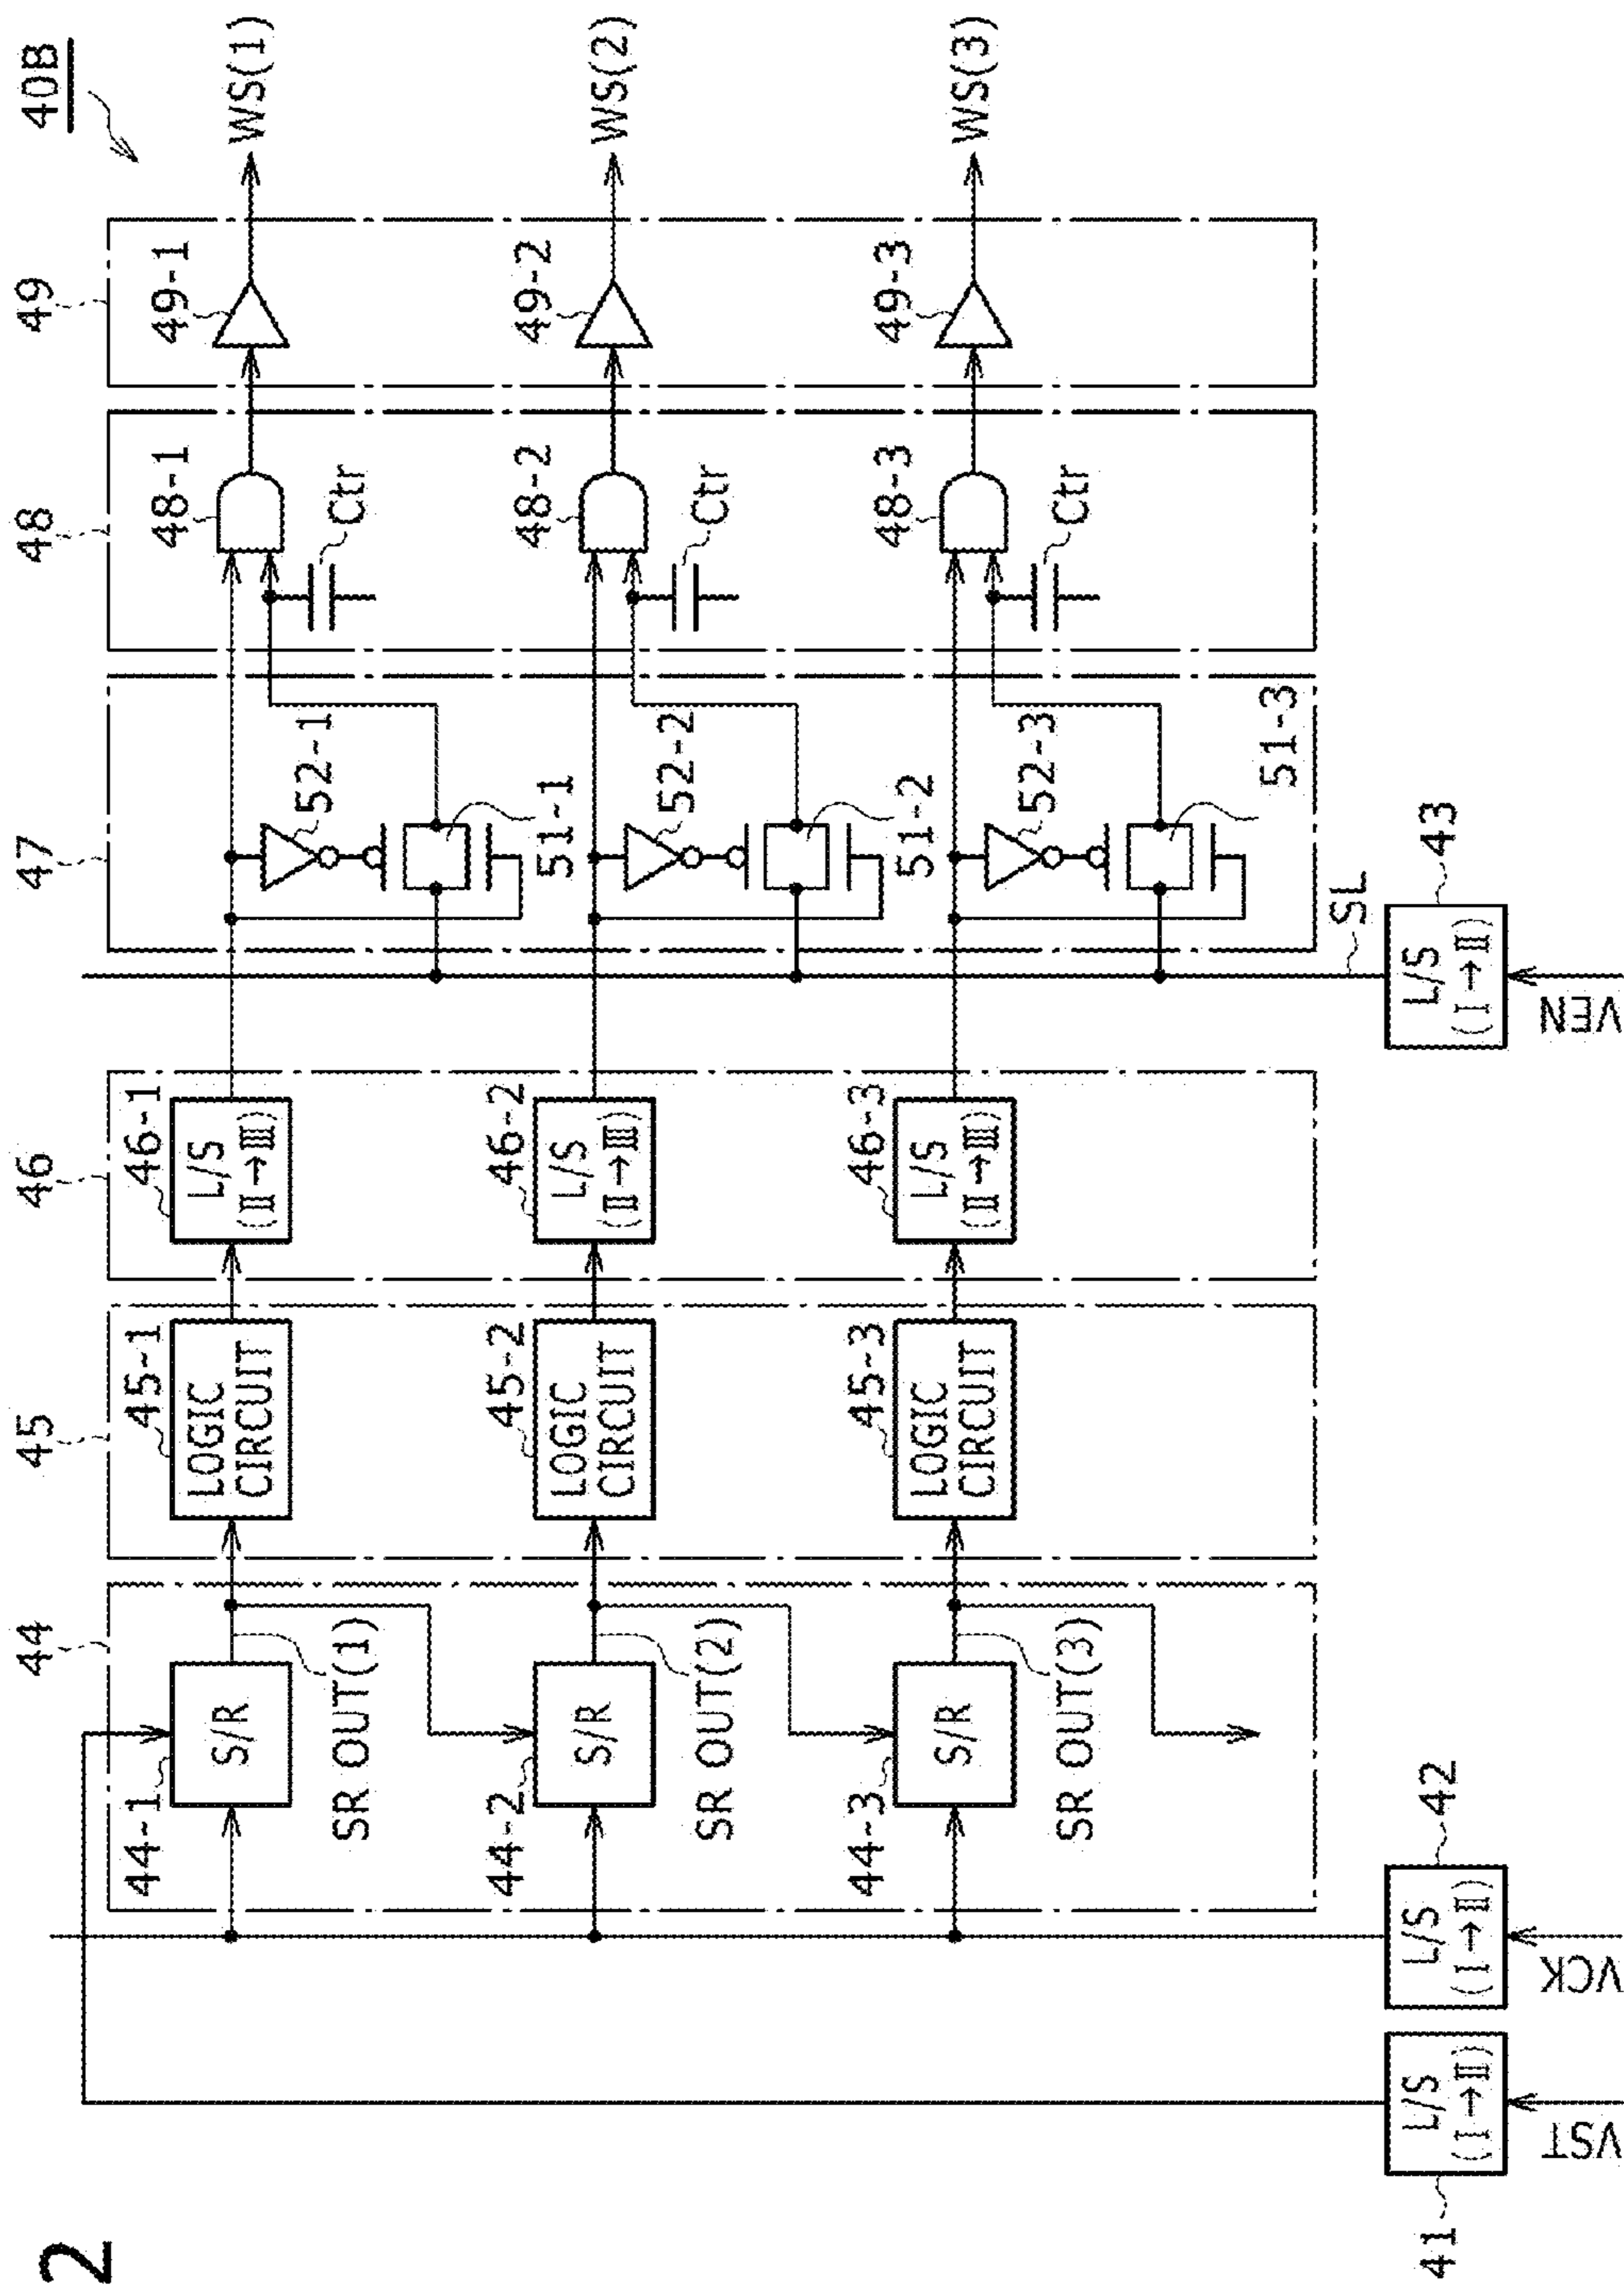 2
40B
44
45
46
47
48
49
44-1
S/R
SR OUT(1)
45-1
LOGIC
CIRCUIT
46-1
L/S
(Ⅱ→Ⅲ)
52-1
51-1
48-1
Ctr
49-1
WS(1)
44-2
S/R
SR OUT(2)
45-2
LOGIC
CIRCUIT
46-2
L/S
(Ⅱ→Ⅲ)
52-2
51-2
48-2
Ctr
49-2
WS(2)
44-3
S/R
SR OUT(3)
45-3
LOGIC
CIRCUIT
46-3
L/S
(Ⅱ→Ⅲ)
52-3
51-3
48-3
Ctr
49-3
WS(3)
SL
41
L/S
(Ⅰ→Ⅱ)
VST
42
L/S
(Ⅰ→Ⅱ)
VCK
43
L/S
(Ⅰ→Ⅱ)
VEN